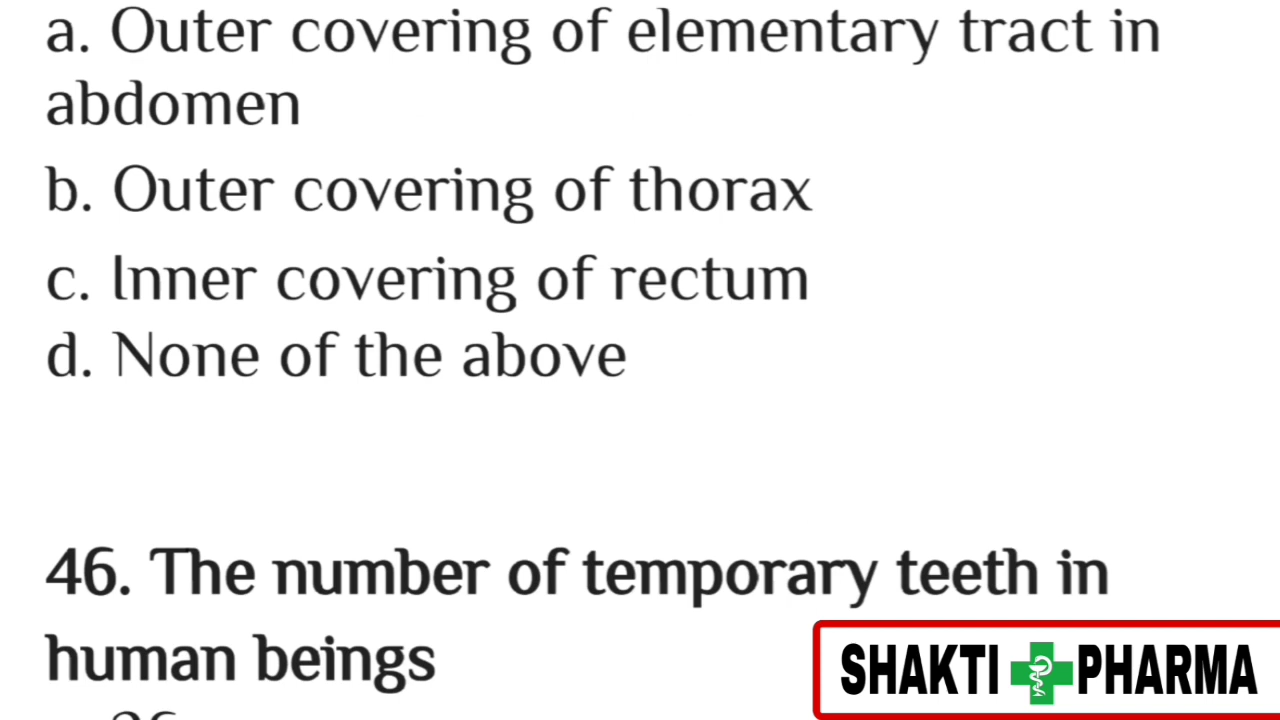 a. Outer covering of elementary tract in
abdomen
b. Outer covering of thorax
c. Inner covering of rectum
d. None of the above
46. The number of temporary teeth in
human beings
SHAKTI PHARMA